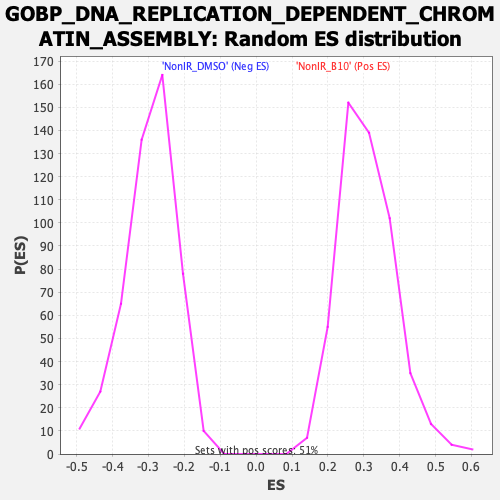 GOBP_DNA_REPLICATION_DEPENDENT_CHROM
ATIN_ASSEMBLY: Random ES distribution
'NonIR_DMSO' (Neg ES) 'NonIR_B10' (Pos ES)
170
160
150
140
130
120
110
100
90
80
70
60
50
40
30
20
10
0
P(ES)
Sets with pos scores: 51%
-0.5 -0.4 -0.3 -0.2 -0.1 0.0 0.1 0.2 0.3 0.4 0.5 0.6
ES